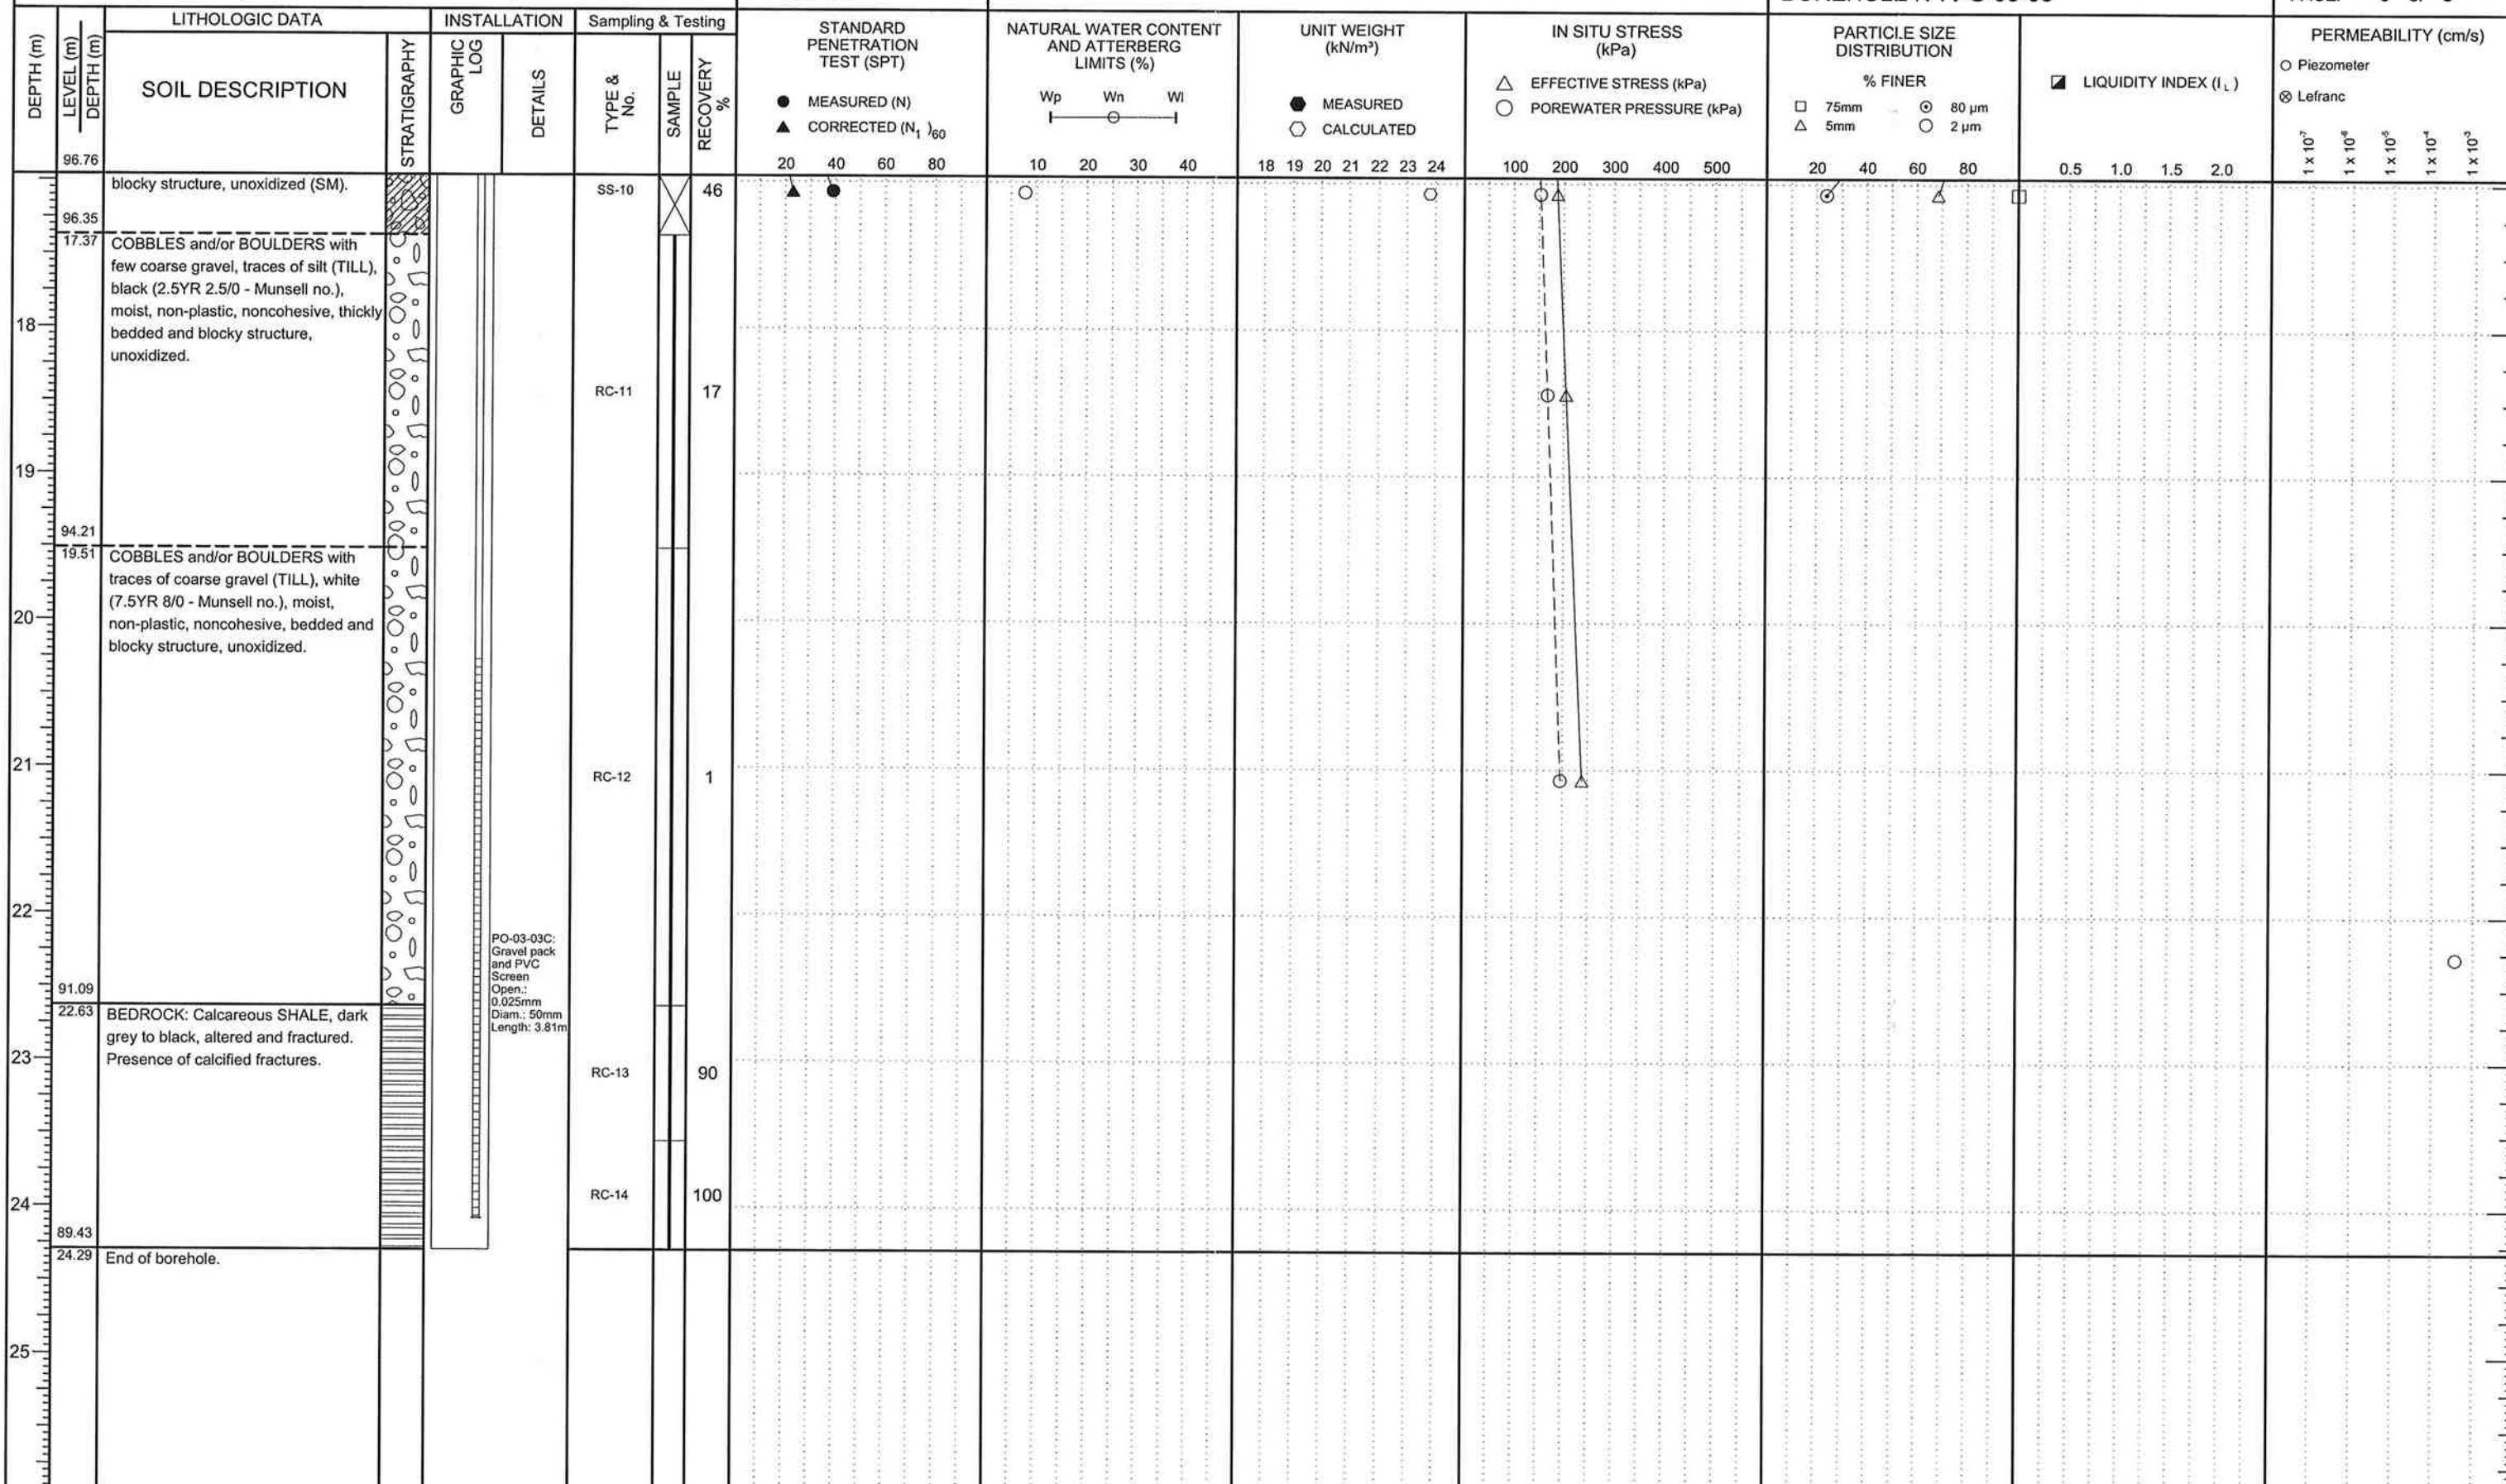 LITHOLOGIC DATA
INSTALLATION
Sampling & Testing
DEPTH (m)
LEVEL (m)
DEPTH (m)
96.76
SOIL DESCRIPTION
STRATIGRAPHY
GRAPHIC
LOG
DETAILS
TYPE &
No.
SAMPLE
RECOVERY
%
STANDARD
PENETRATION
TEST (SPT)
● MEASURED (N)
▲ CORRECTED (N₁)₆₀
20 40 60 80
NATURAL WATER CONTENT
AND ATTERBERG
LIMITS (%)
Wp Wn Wl
10 20 30 40
UNIT WEIGHT
(kN/m³)
MEASURED
CALCULATED
18 19 20 21 22 23 24
IN SITU STRESS
(kPa)
△ EFFECTIVE STRESS (kPa)
○ POREWATER PRESSURE (kPa)
100 200 300 400 500
PARTICLE SIZE
DISTRIBUTION
% FINER
□ 75mm ⊙ 80 µm
△ 5mm ○ 2 µm
20 40 60 80
LIQUIDITY INDEX (I_L)
0.5 1.0 1.5 2.0
PERMEABILITY (cm/s)
○ Piezometer
⊗ Lefranc
1 x 10⁻⁷ 1 x 10⁻⁶ 1 x 10⁻⁵ 1 x 10⁻⁴ 1 x 10⁻³
blocky structure, unoxidized (SM).
SS-10 46
96.35
17.37
COBBLES and/or BOULDERS with
few coarse gravel, traces of silt (TILL),
black (2.5YR 2.5/0 - Munsell no.),
moist, non-plastic, noncohesive, thickly
bedded and blocky structure,
unoxidized.
18
RC-11 17
19
94.21
19.51
COBBLES and/or BOULDERS with
traces of coarse gravel (TILL), white
(7.5YR 8/0 - Munsell no.), moist,
non-plastic, noncohesive, bedded and
blocky structure, unoxidized.
20
21
RC-12 1
22
PO-03-03C:
Gravel pack
and PVC
Screen
Open.:
0.025mm
Diam.: 50mm
Length: 3.81m
91.09
22.63
BEDROCK: Calcareous SHALE, dark
grey to black, altered and fractured.
Presence of calcified fractures.
23
RC-13 90
24
RC-14 100
89.43
24.29
End of borehole.
25